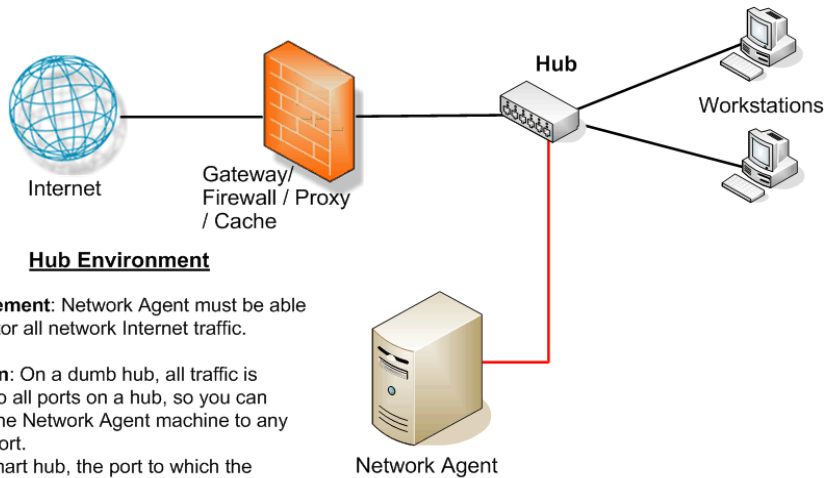 Hub
Workstations
Internet
Gateway/
Firewall / Proxy
/ Cache
Hub Environment
ement: Network Agent must be able
tor all network Internet traffic.
n: On a dumb hub, all traffic is
o all ports on a hub, so you can
he Network Agent machine to any
ort.
mart hub, the port to which the
Network Agent